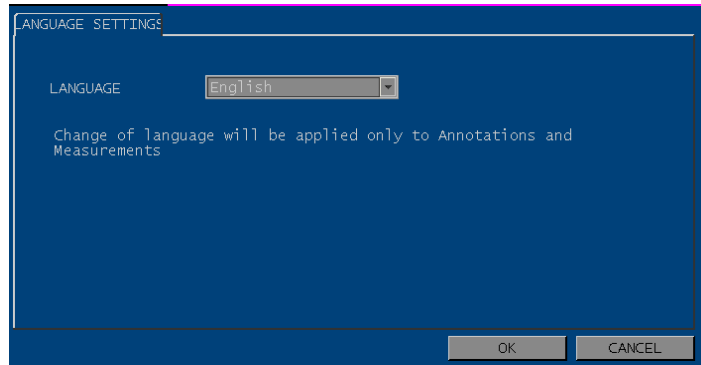 LANGUAGE SETTINGS
LANGUAGE
English
Change of language will be applied only to Annotations and
Measurements
OK
CANCEL